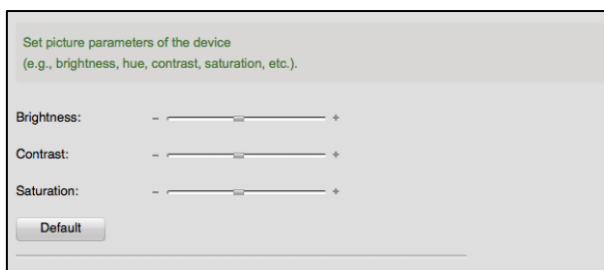 Set picture parameters of the device
(e.g., brightness, hue, contrast, saturation, etc.).
Brightness: - +
Contrast: - +
Saturation: - +
Default